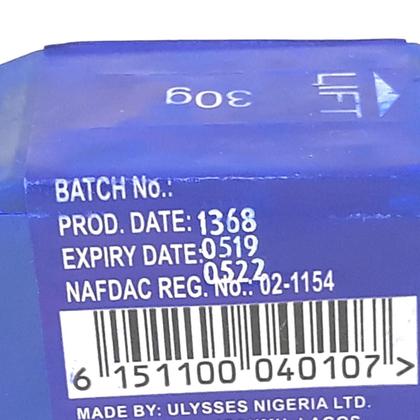 30g
LIFT
BATCH No.:
PROD. DATE: 1368
EXPIRY DATE: 0519
0522
NAFDAC REG. No.: 02-1154
6 151100 040107 >
MADE BY: ULYSSES NIGERIA LTD.